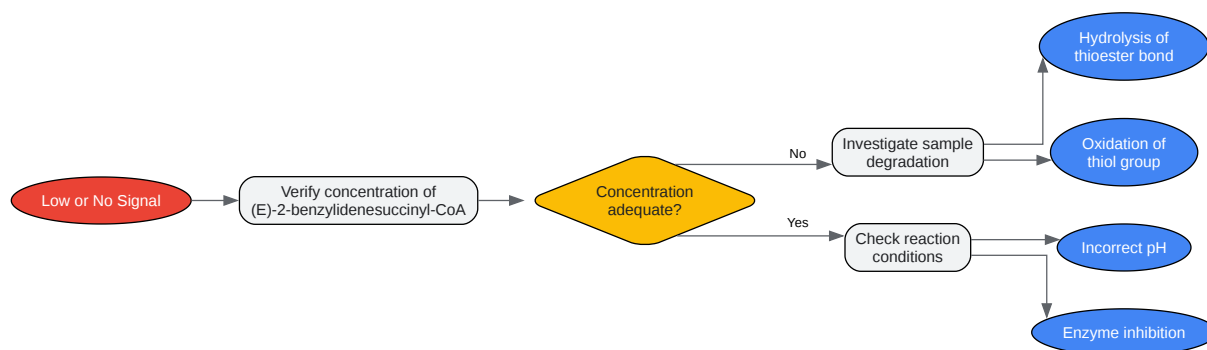 Low or No Signal
Verify concentration of
(E)-2-benzylidenesuccinyl-CoA
Concentration
adequate?
No
Investigate sample
degradation
Hydrolysis of
thioester bond
Oxidation of
thiol group
Yes
Check reaction
conditions
Incorrect pH
Enzyme inhibition